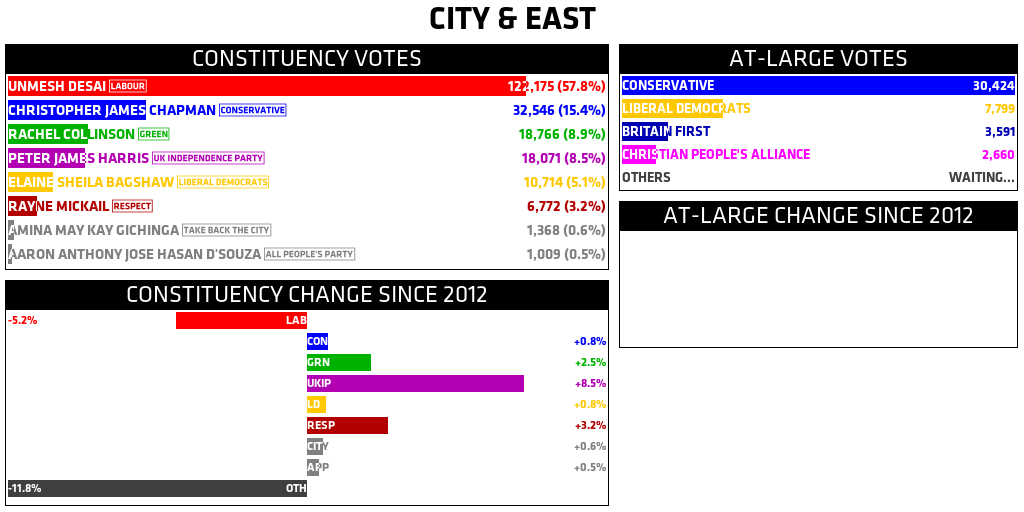 CITY & EAST
CONSTITUENCY VOTES
UNMESH DESAI LABOUR 122,175 (57.8%)
CHRISTOPHER JAMES CHAPMAN CONSERVATIVE 32,546 (15.4%)
RACHEL COLLINSON GREEN 18,766 (8.9%)
PETER JAMES HARRIS UK INDEPENDENCE PARTY 18,071 (8.5%)
ELAINE SHEILA BAGSHAW LIBERAL DEMOCRATS 10,714 (5.1%)
RAYNE MICKAIL RESPECT 6,772 (3.2%)
AMINA MAY KAY GICHINGA TAKE BACK THE CITY 1,368 (0.6%)
AARON ANTHONY JOSE HASAN D'SOUZA ALL PEOPLE'S PARTY 1,009 (0.5%)
CONSTITUENCY CHANGE SINCE 2012
-5.2% LAB
CON +0.8%
GRN +2.5%
UKIP +8.5%
LD +0.8%
RESP +3.2%
CITY +0.6%
APP +0.5%
-11.8% OTH
AT-LARGE VOTES
CONSERVATIVE 30,424
LIBERAL DEMOCRATS 7,799
BRITAIN FIRST 3,591
CHRISTIAN PEOPLE'S ALLIANCE 2,660
OTHERS WAITING...
AT-LARGE CHANGE SINCE 2012